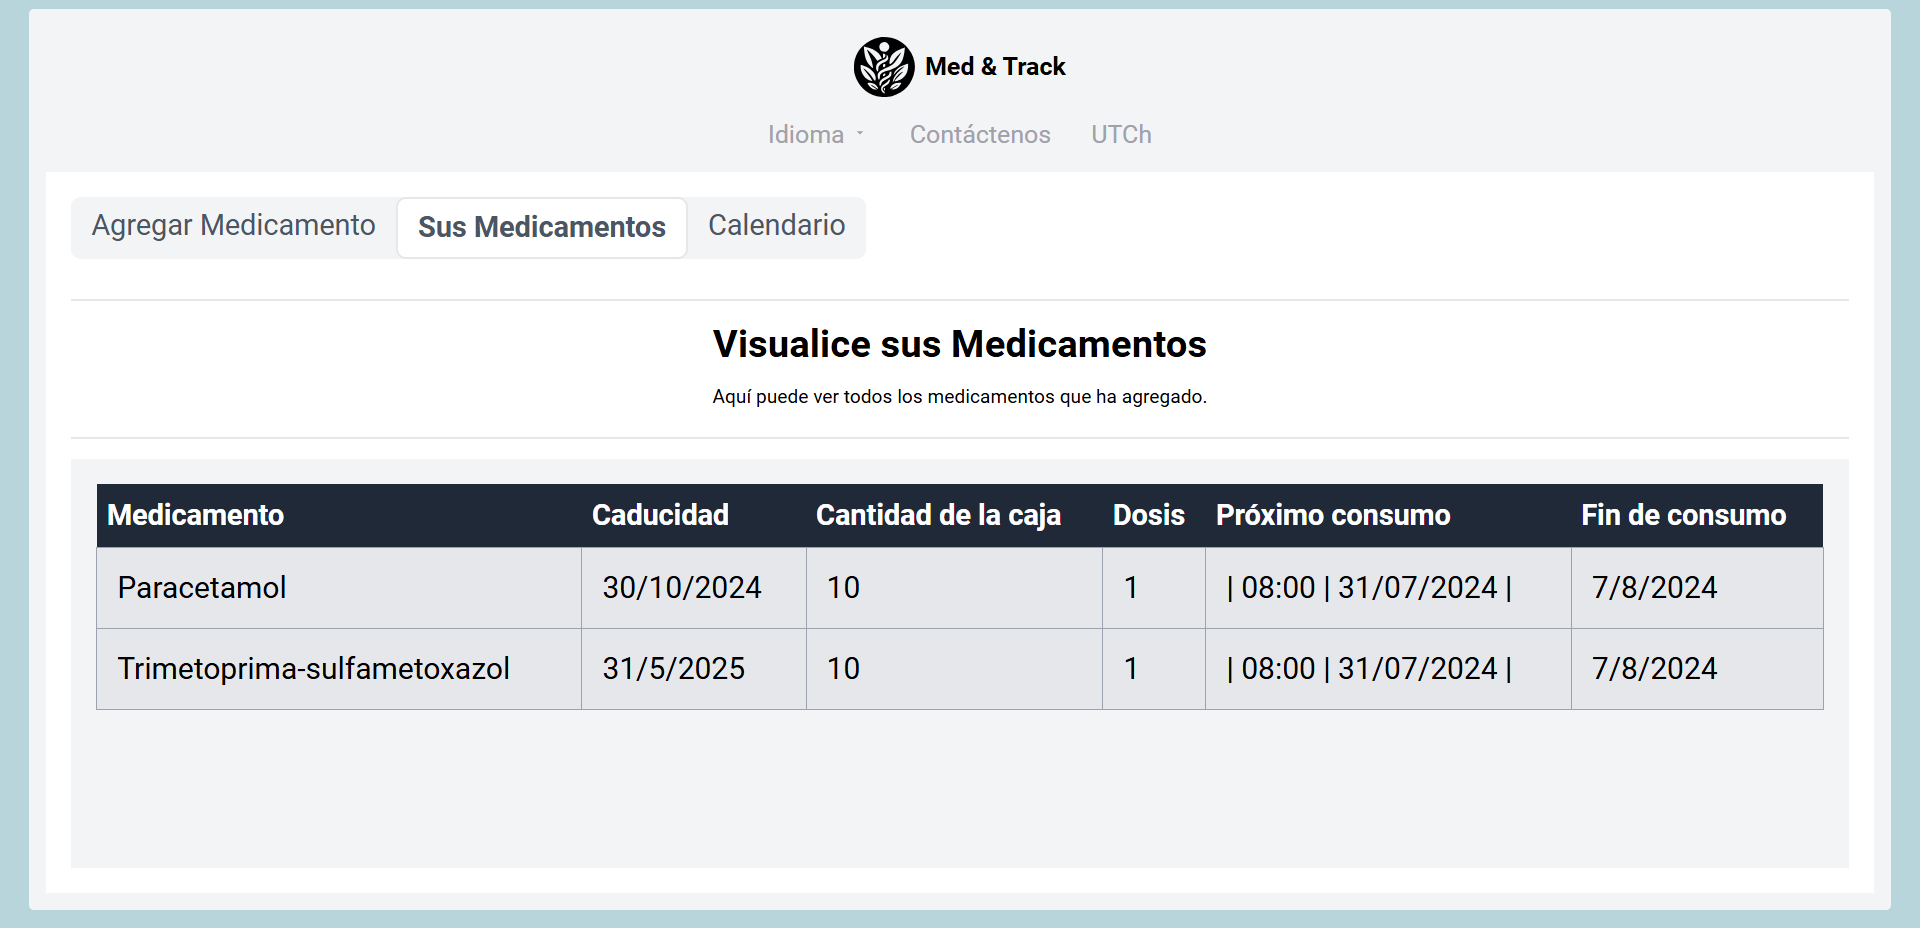 Med & Track
Idioma Contáctenos UTCh
Agregar Medicamento Sus Medicamentos Calendario
Visualice sus Medicamentos
Aquí puede ver todos los medicamentos que ha agregado.
Medicamento Caducidad Cantidad de la caja Dosis Próximo consumo Fin de consumo
Paracetamol 30/10/2024 10 1 | 08:00 | 31/07/2024 | 7/8/2024
Trimetoprima-sulfametoxazol 31/5/2025 10 1 | 08:00 | 31/07/2024 | 7/8/2024